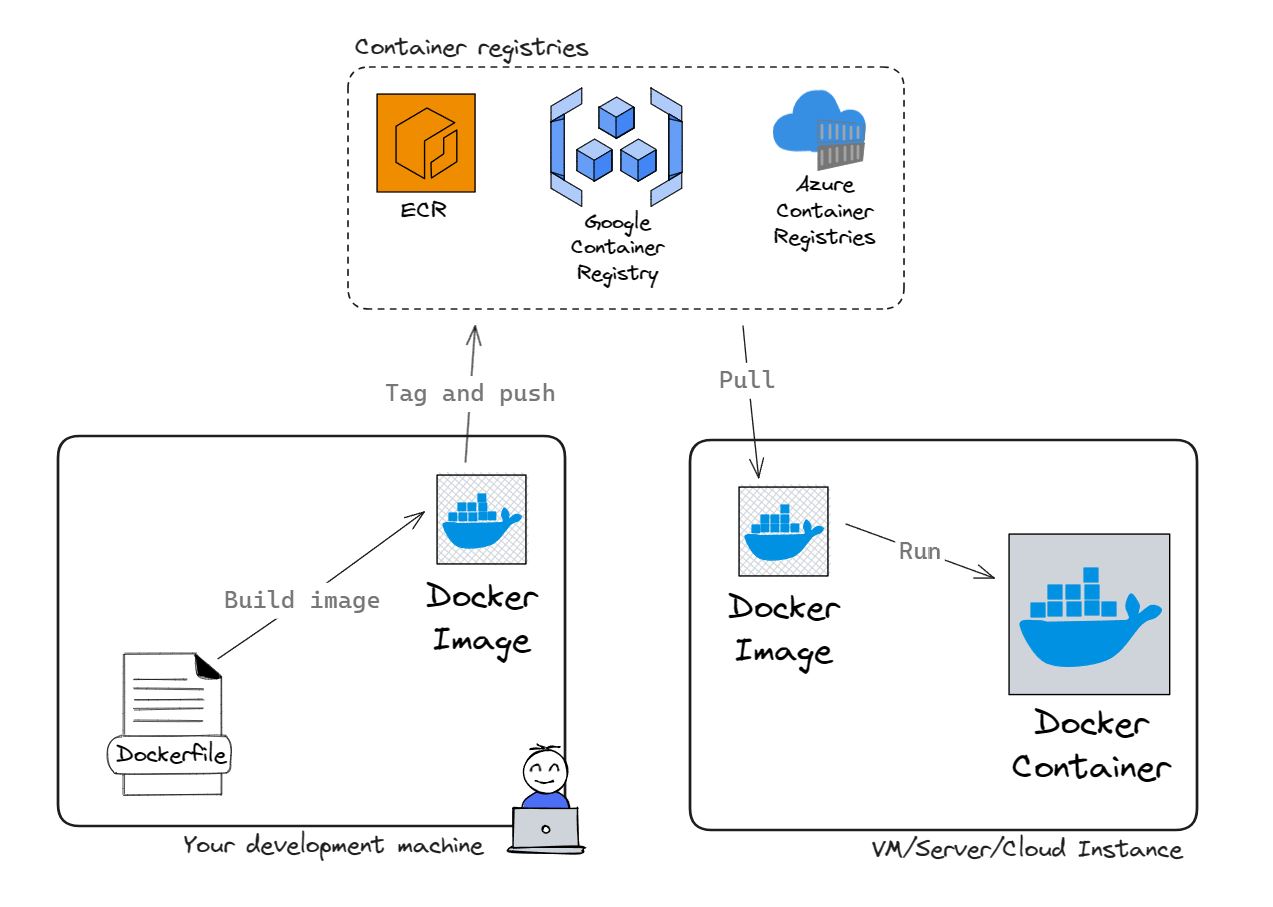 Container registries
ECR
Google
Container
Registry
Azure
Container
Registries
Tag and push
Pull
Build image
Docker
Image
Dockerfile
Your development machine
Docker
Image
Run
Docker
Container
VM/Server/Cloud Instance